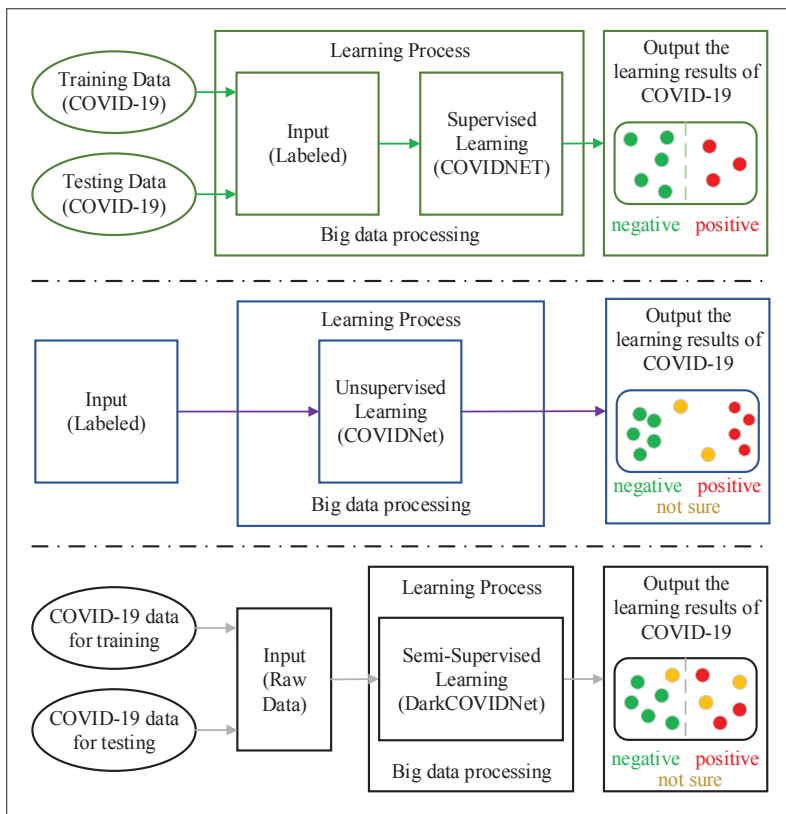 Learning Process
Training Data
(COVID-19)
Testing Data
(COVID-19)
Input
(Labeled)
Supervised
Learning
(COVIDNET)
Big data processing
Output the
learning results of
COVID-19
negative positive
Learning Process
Input
(Labeled)
Unsupervised
Learning
(COVIDNet)
Big data processing
Output the
learning results of
COVID-19
negative positive
not sure
COVID-19 data
for training
COVID-19 data
for testing
Input
(Raw
Data)
Learning Process
Semi-Supervised
Learning
(DarkCOVIDNet)
Big data processing
Output the
learning results of
COVID-19
negative positive
not sure